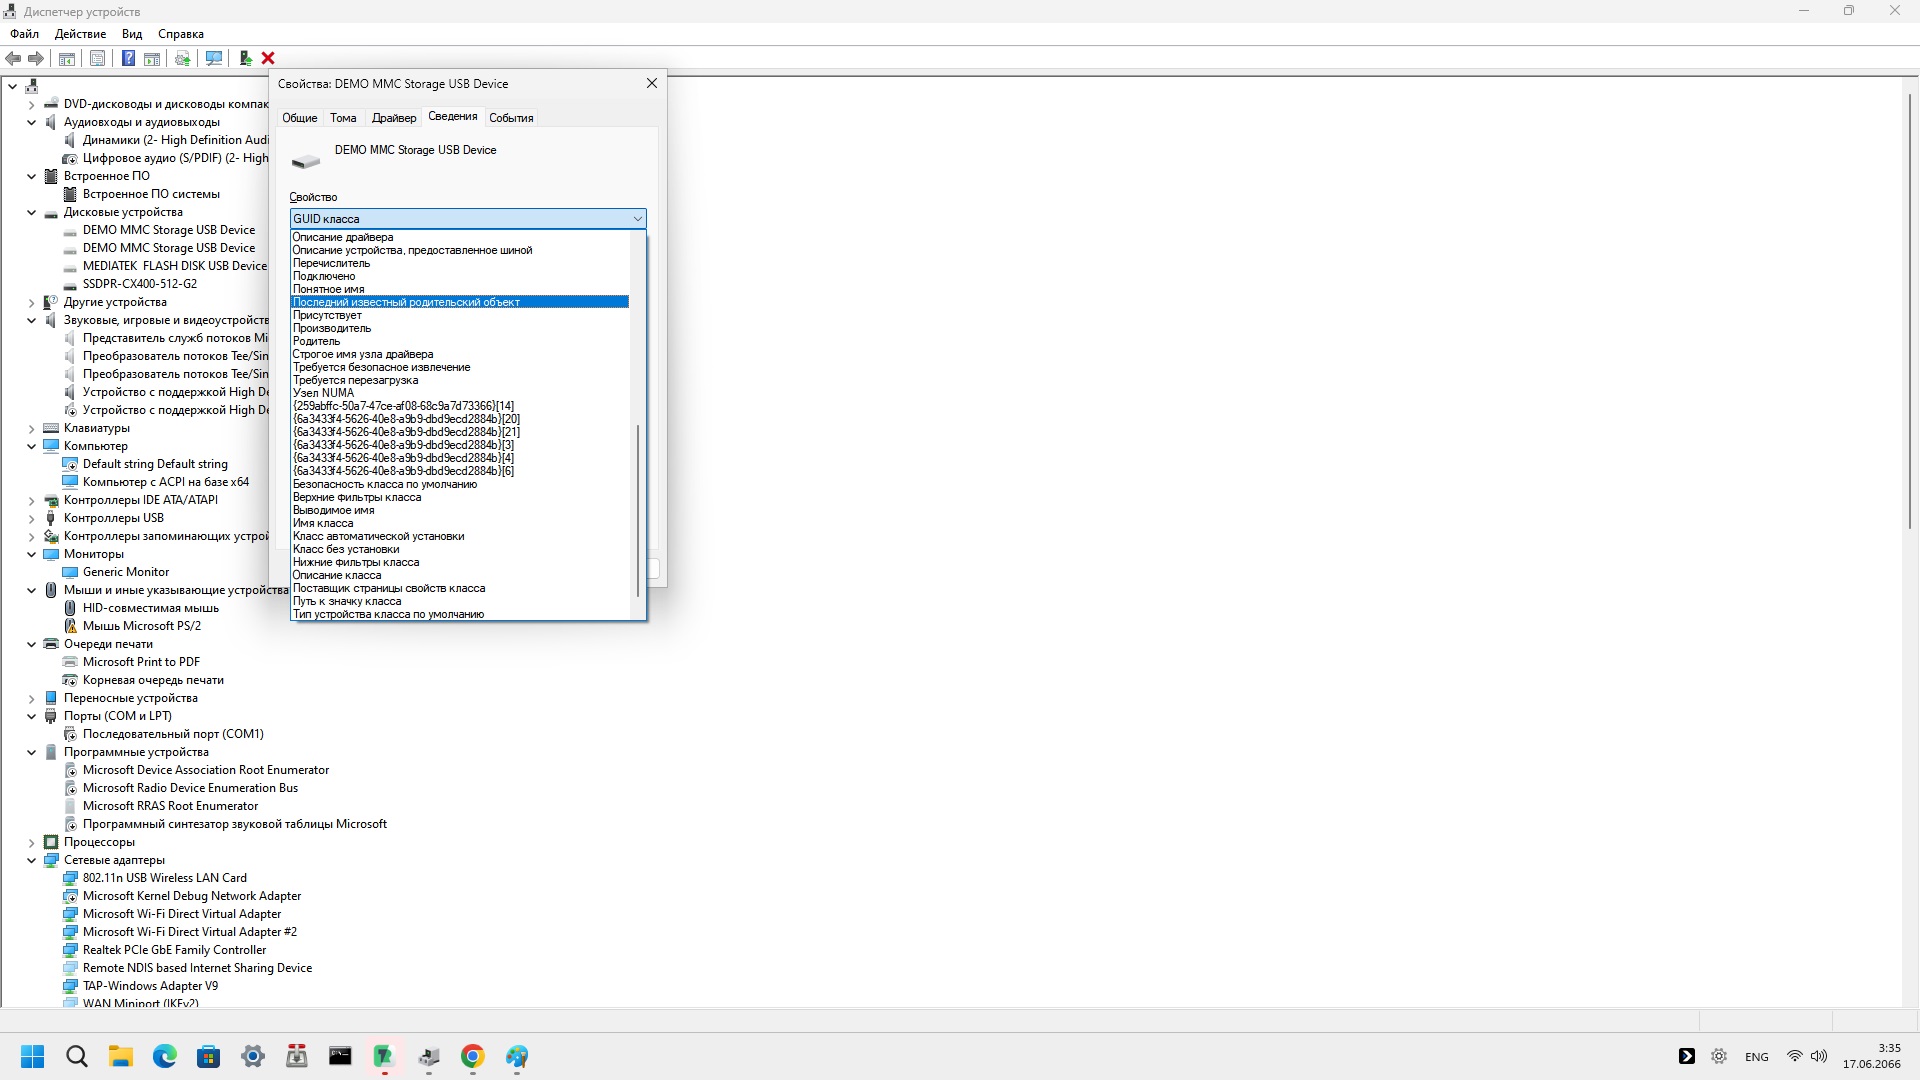 Диспетчер устройств
Файл Действие Вид Справка
DVD-дисководы и дисководы компак
Аудиовходы и аудиовыходы
Динамики (2- High Definition Audi
Цифровое аудио (S/PDIF) (2- High
Встроенное ПО
Встроенное ПО системы
Дисковые устройства
DEMO MMC Storage USB Device
DEMO MMC Storage USB Device
MEDIATEK FLASH DISK USB Device
SSDPR-CX400-512-G2
Другие устройства
Звуковые, игровые и видеоустройств
Представитель служб потоков Mi
Преобразователь потоков Tee/Sin
Преобразователь потоков Tee/Sin
Устройство с поддержкой High De
Устройство с поддержкой High De
Клавиатуры
Компьютер
Default string Default string
Компьютер с ACPI на базе x64
Контроллеры IDE ATA/ATAPI
Контроллеры USB
Контроллеры запоминающих устрой
Мониторы
Generic Monitor
Мыши и иные указывающие устройства
HID-совместимая мышь
Мышь Microsoft PS/2
Очереди печати
Microsoft Print to PDF
Корневая очередь печати
Переносные устройства
Порты (COM и LPT)
Последовательный порт (COM1)
Программные устройства
Microsoft Device Association Root Enumerator
Microsoft Radio Device Enumeration Bus
Microsoft RRAS Root Enumerator
Программный синтезатор звуковой таблицы Microsoft
Процессоры
Сетевые адаптеры
802.11n USB Wireless LAN Card
Microsoft Kernel Debug Network Adapter
Microsoft Wi-Fi Direct Virtual Adapter
Microsoft Wi-Fi Direct Virtual Adapter #2
Realtek PCIe GbE Family Controller
Remote NDIS based Internet Sharing Device
TAP-Windows Adapter V9
WAN Miniport (IKEv2)
Свойства: DEMO MMC Storage USB Device
Общие Тома Драйвер Сведения События
DEMO MMC Storage USB Device
Свойство
GUID класса
Описание драйвера
Описание устройства, предоставленное шиной
Перечислитель
Подключено
Понятное имя
Последний известный родительский объект
Присутствует
Производитель
Родитель
Строгое имя узла драйвера
Требуется безопасное извлечение
Требуется перезагрузка
Узел NUMA
{259abffc-50a7-47ce-af08-68c9a7d73366}[14]
{6a3433f4-5626-40e8-a9b9-dbd9ecd2884b}[20]
{6a3433f4-5626-40e8-a9b9-dbd9ecd2884b}[21]
{6a3433f4-5626-40e8-a9b9-dbd9ecd2884b}[3]
{6a3433f4-5626-40e8-a9b9-dbd9ecd2884b}[4]
{6a3433f4-5626-40e8-a9b9-dbd9ecd2884b}[6]
Безопасность класса по умолчанию
Верхние фильтры класса
Выводимое имя
Имя класса
Класс автоматической установки
Класс без установки
Нижние фильтры класса
Описание класса
Поставщик страницы свойств класса
Путь к значку класса
Тип устройства класса по умолчанию
ENG
3:35
17.06.2066